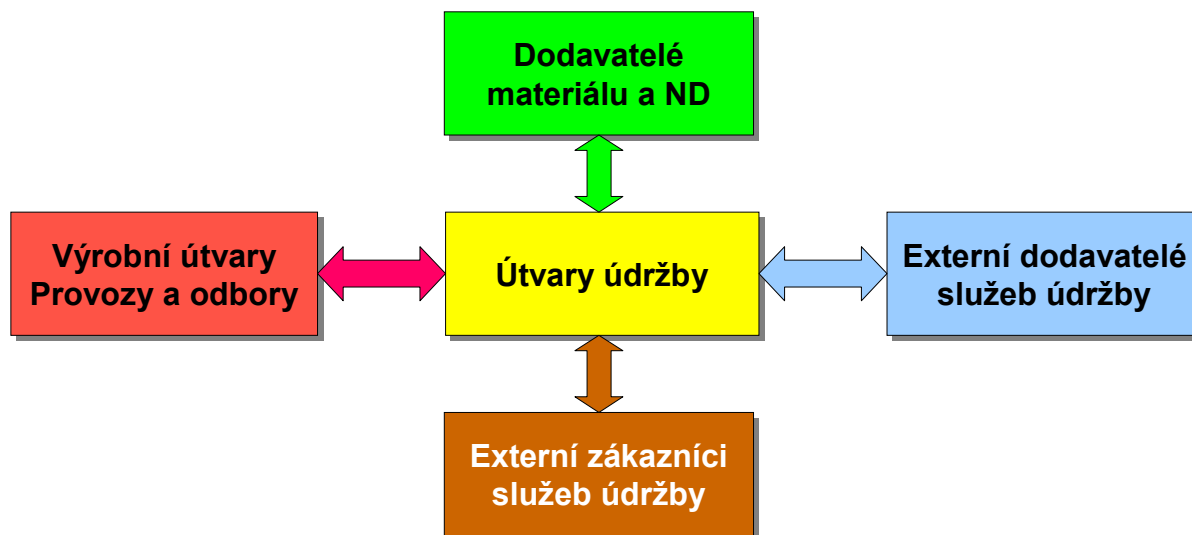 Dodavatelé
materiálu a ND
Výrobní útvary
Provozy a odbory
Útvary údržby
Externí dodavatelé
služeb údržby
Externí zákazníci
služeb údržby